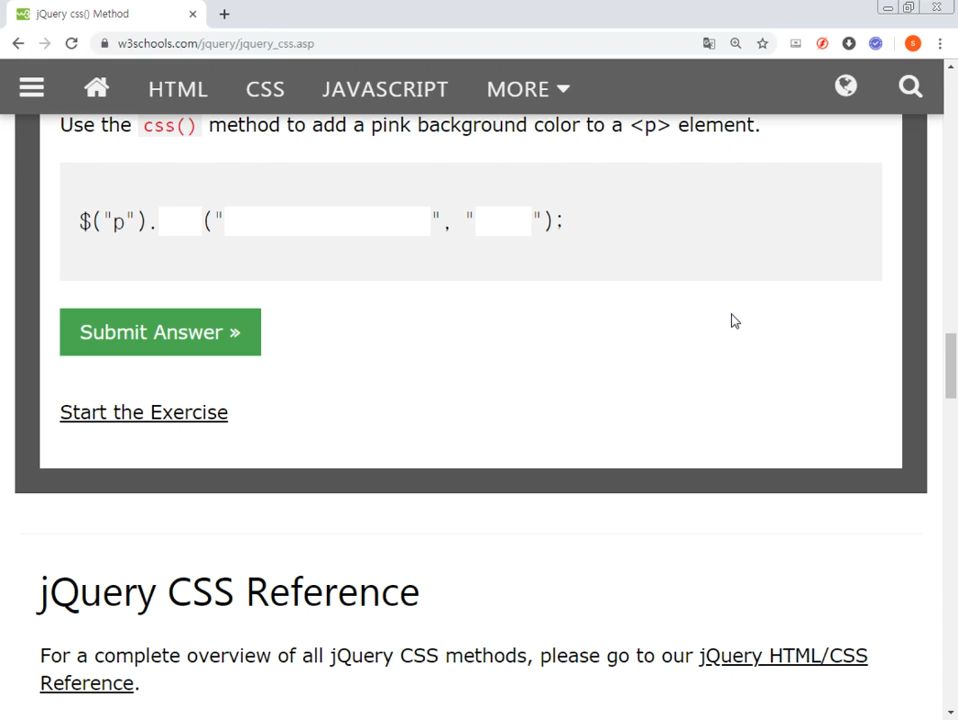 jQuery css() Method
w3schools.com/jquery/jquery_css.asp
S
HTML CSS JAVASCRIPT MORE
Use the css() method to add a pink background color to a <p> element.
$("p"). (" ", " ");
Submit Answer »
Start the Exercise
jQuery CSS Reference
For a complete overview of all jQuery CSS methods, please go to our jQuery HTML/CSS
Reference.